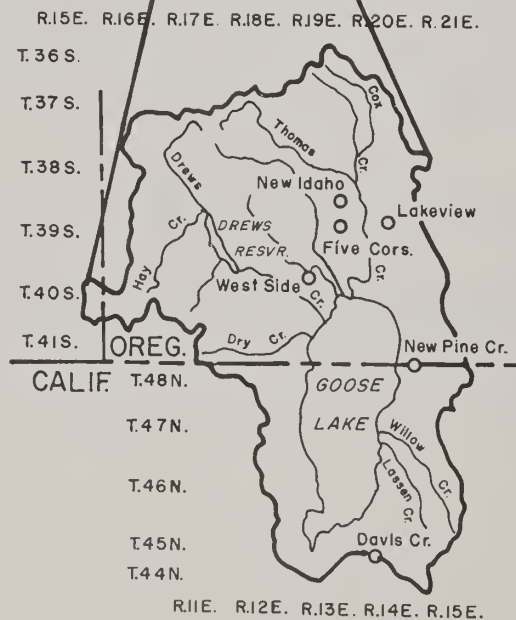 R.15E. R.16E. R.17E. R.18E. R.19E. R.20E. R.21E.
T.36S.
T.37S.
Cox
Cr.
Thomas
Cr.
T.38S.
Drews
New Idaho
Lakeview
T.39S.
DREWS
RESVR.
Five Cors.
Hay Cr.
T.40S.
West Side
Cr.
T.41S.
OREG.
Dry Cr.
New Pine Cr.
CALIF.
T.48N.
GOOSE
LAKE
T.47N.
Willow Cr.
T.46N.
Lassen Cr.
T.45N.
Davis Cr.
T.44N.
R.11E. R.12E. R.13E. R.14E. R.15E.